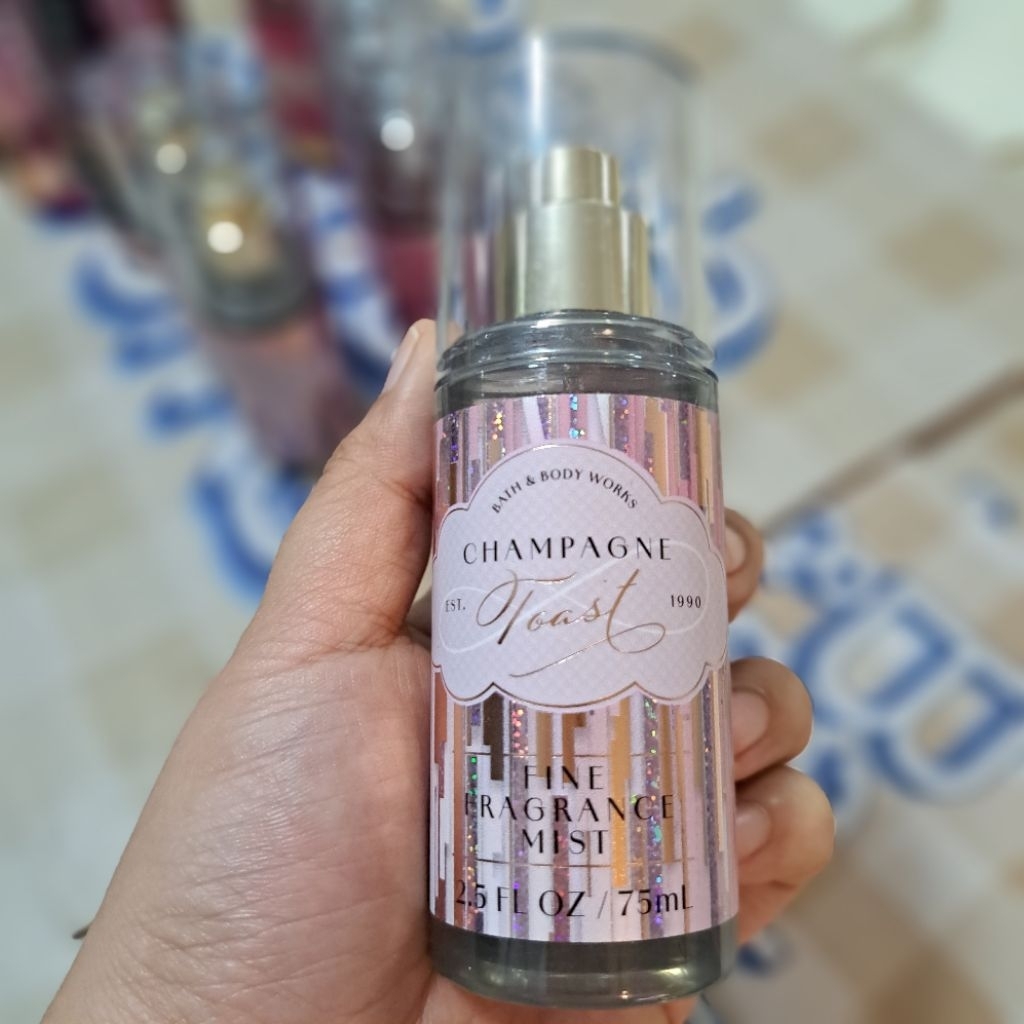 BATH & BODY WORKS
CHAMPAGNE
EST. Toast 1990
FINE
FRAGRANCE
MIST
2.5 FL OZ / 75mL